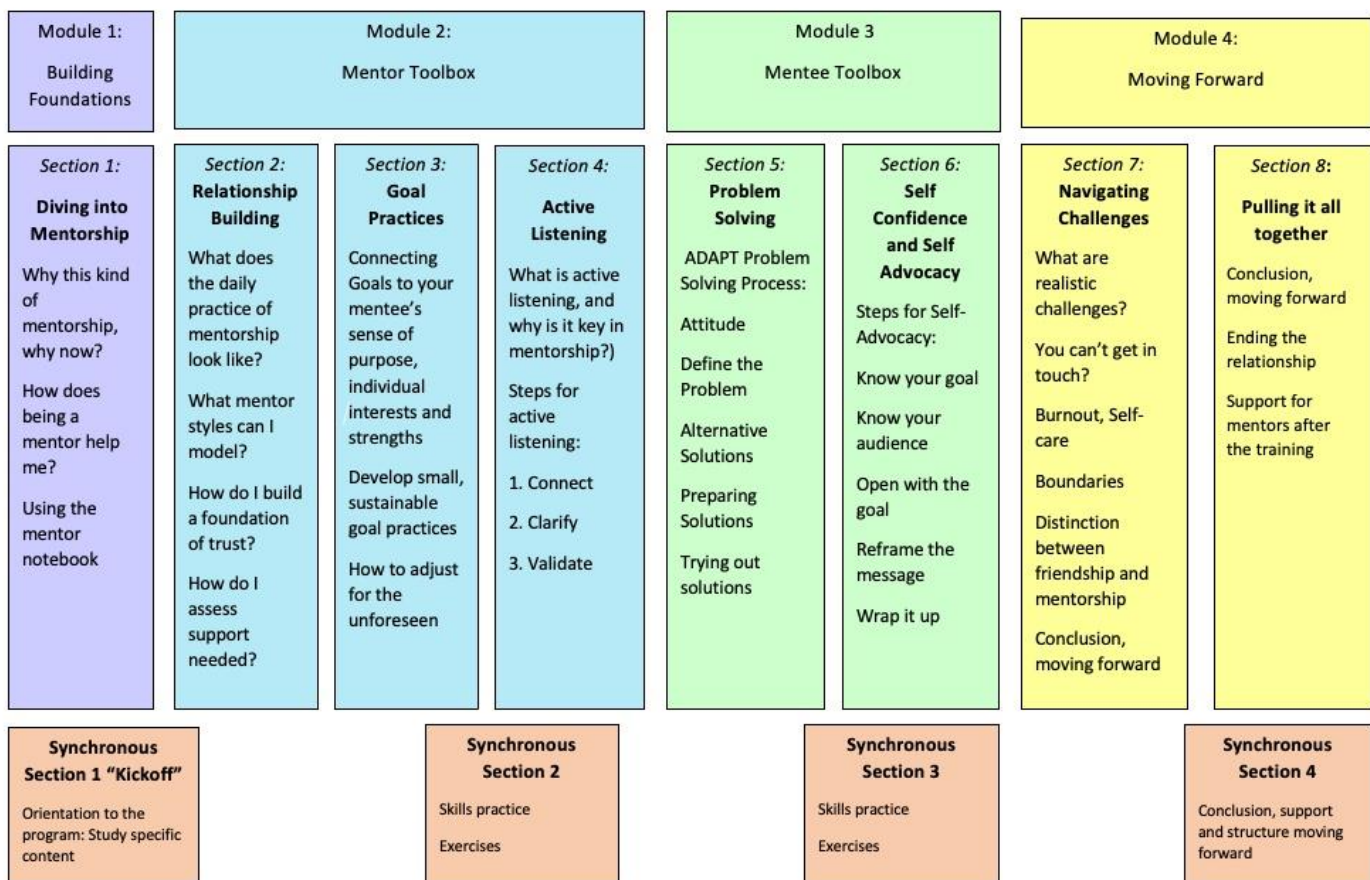 Module 1:
Building
Foundations
Module 2:
Mentor Toolbox
Module 3
Mentee Toolbox
Module 4:
Moving Forward
Section 1:
Diving into
Mentorship
Why this kind
of
mentorship,
why now?
How does
being a
mentor help
me?
Using the
mentor
notebook
Section 2:
Relationship
Building
What does
the daily
practice of
mentorship
look like?
What mentor
styles can I
model?
How do I build
a foundation
of trust?
How do I
assess
support
needed?
Section 3:
Goal
Practices
Connecting
Goals to your
mentee’s
sense of
purpose,
individual
interests and
strengths
Develop small,
sustainable
goal practices
How to adjust
for the
unforeseen
Section 4:
Active
Listening
What is active
listening, and
why is it key in
mentorship?)
Steps for
active
listening:
1. Connect
2. Clarify
3. Validate
Section 5:
Problem
Solving
ADAPT Problem
Solving Process:
Attitude
Define the
Problem
Alternative
Solutions
Preparing
Solutions
Trying out
solutions
Section 6:
Self
Confidence
and Self
Advocacy
Steps for Self-
Advocacy:
Know your goal
Know your
audience
Open with the
goal
Reframe the
message
Wrap it up
Section 7:
Navigating
Challenges
What are
realistic
challenges?
You can’t get in
touch?
Burnout, Self-
care
Boundaries
Distinction
between
friendship and
mentorship
Conclusion,
moving forward
Section 8:
Pulling it all
together
Conclusion,
moving forward
Ending the
relationship
Support for
mentors after
the training
Synchronous
Section 1 “Kickoff”
Orientation to the
program: Study specific
content
Synchronous
Section 2
Skills practice
Exercises
Synchronous
Section 3
Skills practice
Exercises
Synchronous
Section 4
Conclusion, support
and structure moving
forward